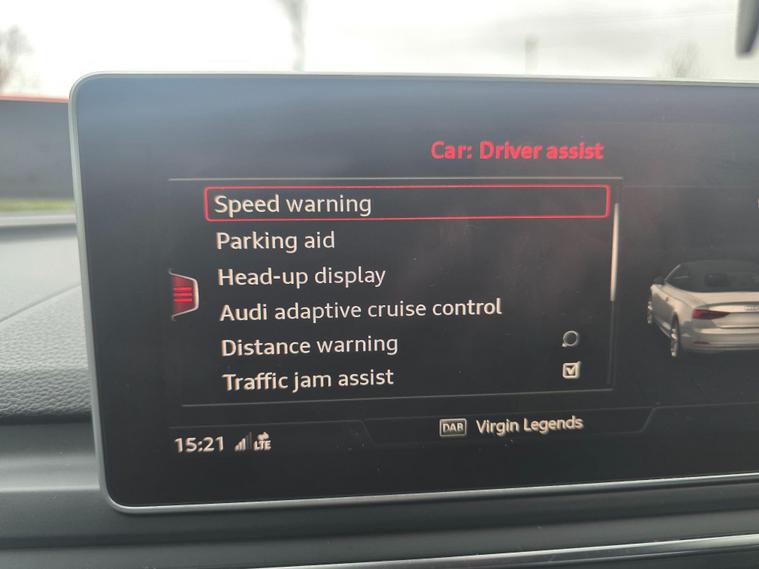 Car: Driver assist
Speed warning
Parking aid
Head-up display
Audi adaptive cruise control
Distance warning
Traffic jam assist
15:21 LTE
DAB Virgin Legends